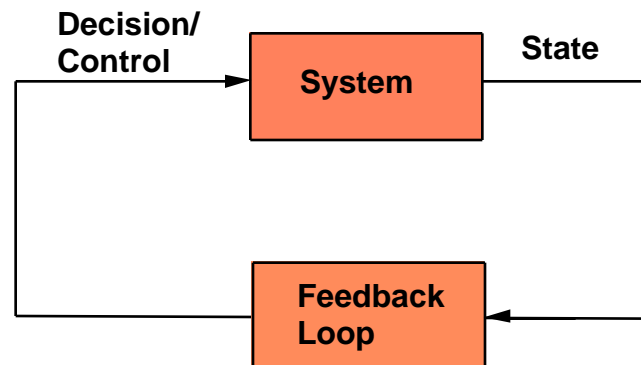 Decision/
Control
System
State
Feedback
Loop